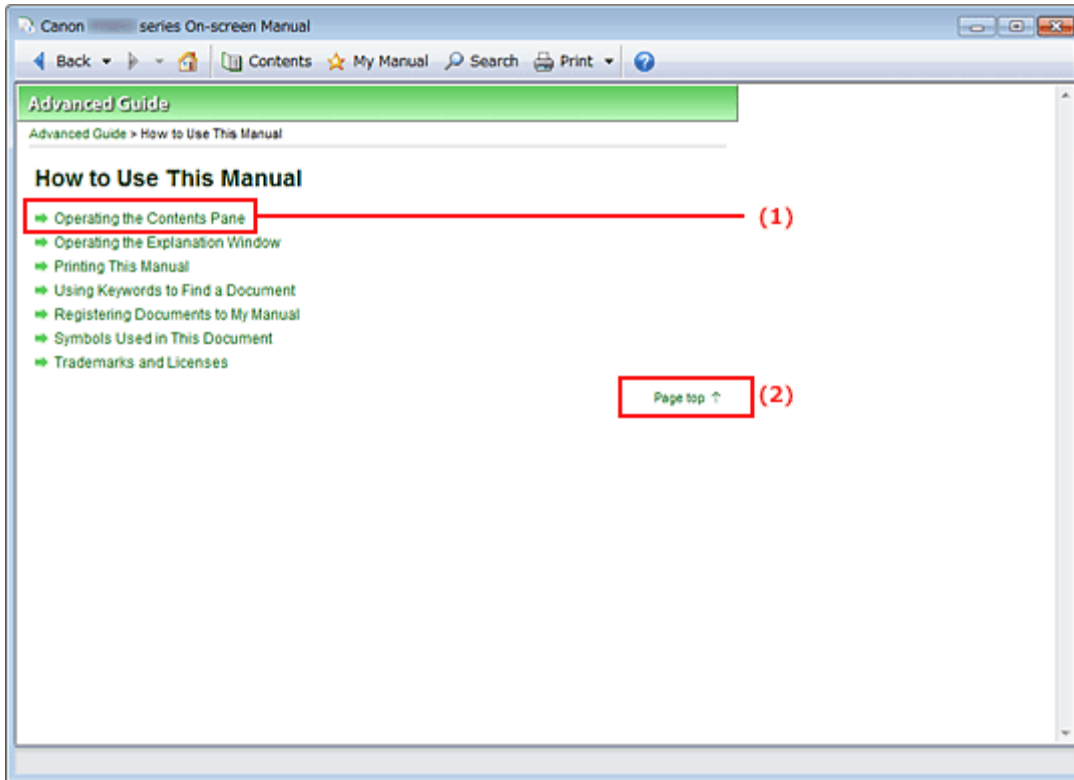 Canon series On-screen Manual
Back Contents My Manual Search Print
Advanced Guide
Advanced Guide > How to Use This Manual
How to Use This Manual
Operating the Contents Pane (1)
Operating the Explanation Window
Printing This Manual
Using Keywords to Find a Document
Registering Documents to My Manual
Symbols Used in This Document
Trademarks and Licenses
Page top ↑ (2)